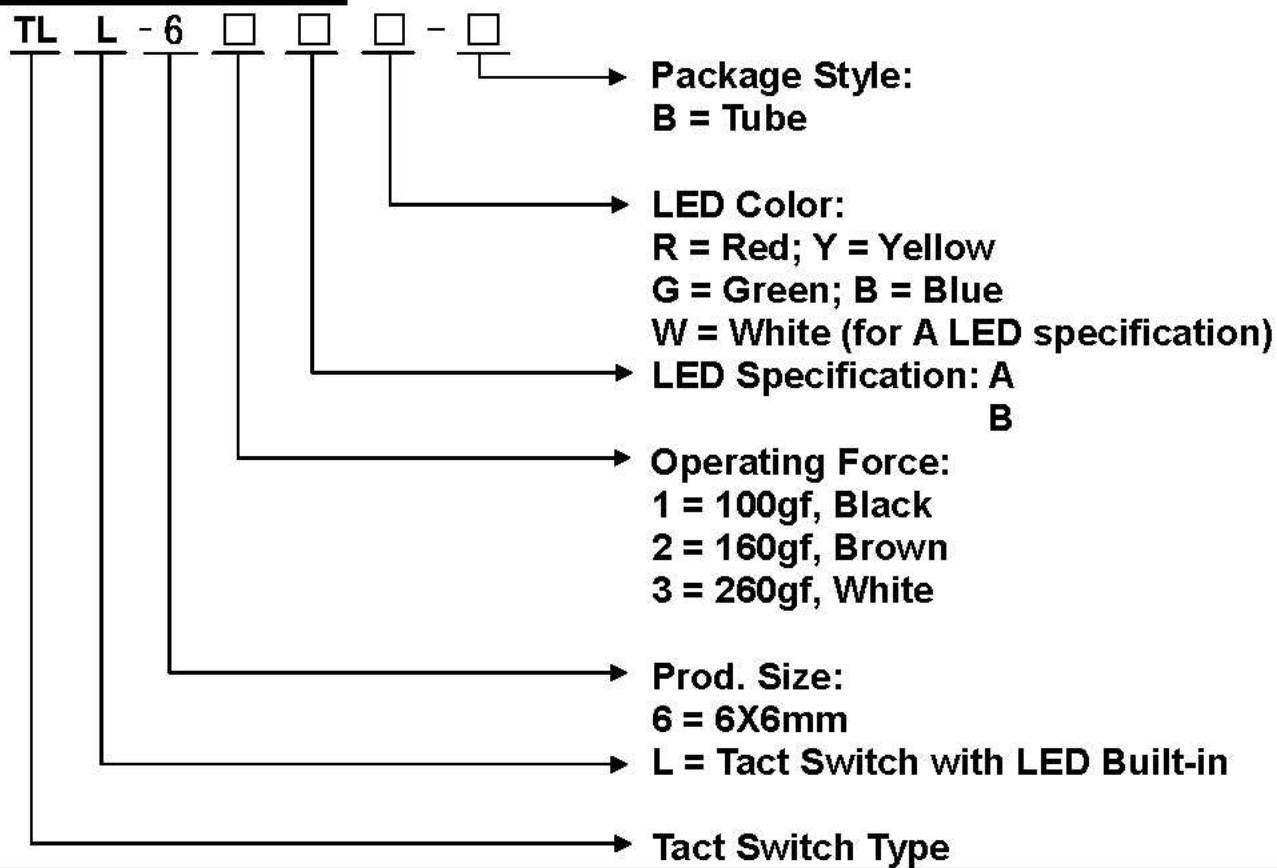 TL L - 6 □ □ □ - □
Package Style:
B = Tube
LED Color:
R = Red; Y = Yellow
G = Green; B = Blue
W = White (for A LED specification)
LED Specification: A
B
Operating Force:
1 = 100gf, Black
2 = 160gf, Brown
3 = 260gf, White
Prod. Size:
6 = 6X6mm
L = Tact Switch with LED Built-in
Tact Switch Type